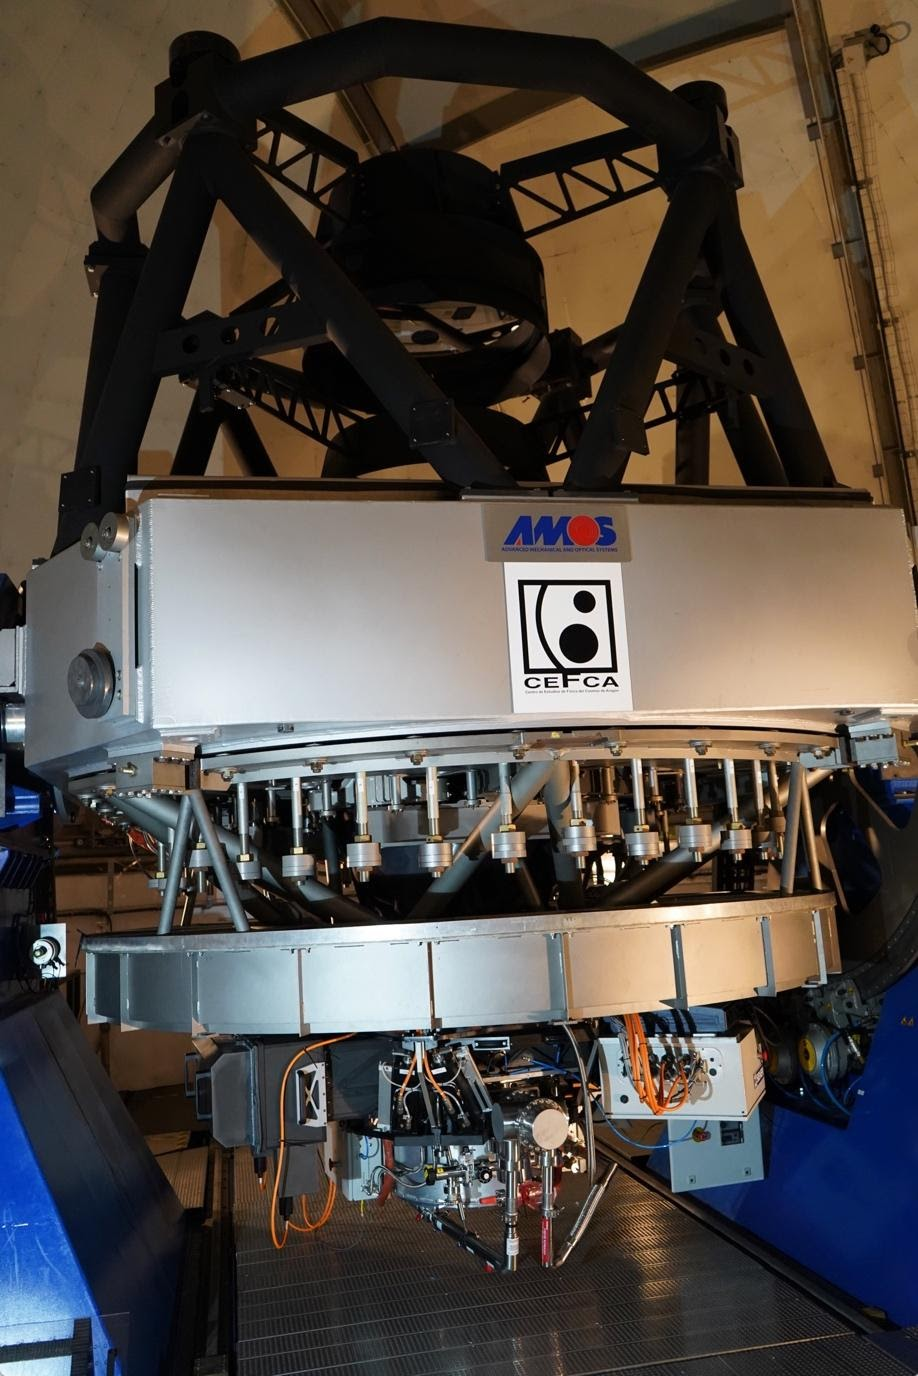 AMOS
ADVANCED MECHANICAL AND OPTICAL SYSTEMS
CEFCA
Centro de Estudios de Física del Cosmos de Aragón